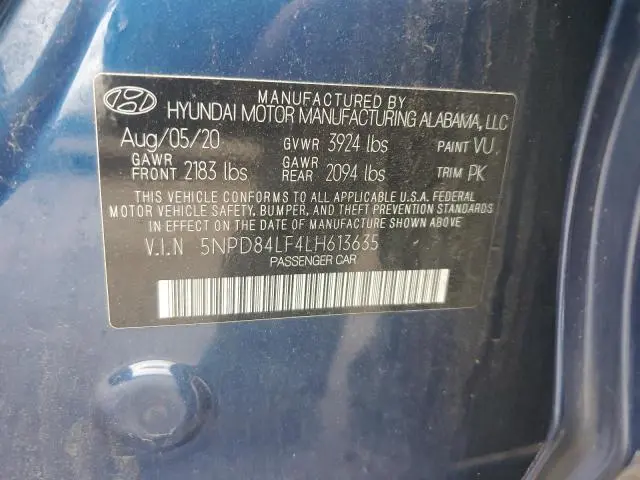 MANUFACTURED BY
HYUNDAI MOTOR MANUFACTURING ALABAMA, LLC
Aug/05/20 GVWR 3924 lbs PAINT VU
GAWR FRONT 2183 lbs GAWR REAR 2094 lbs TRIM PK
THIS VEHICLE CONFORMS TO ALL APPLICABLE U.S.A. FEDERAL
MOTOR VEHICLE SAFETY, BUMPER, AND THEFT PREVENTION STANDARDS
IN EFFECT ON THE DATE OF MANUFACTURE SHOWN ABOVE
V.I.N 5NPD84LF4LH613635
PASSENGER CAR